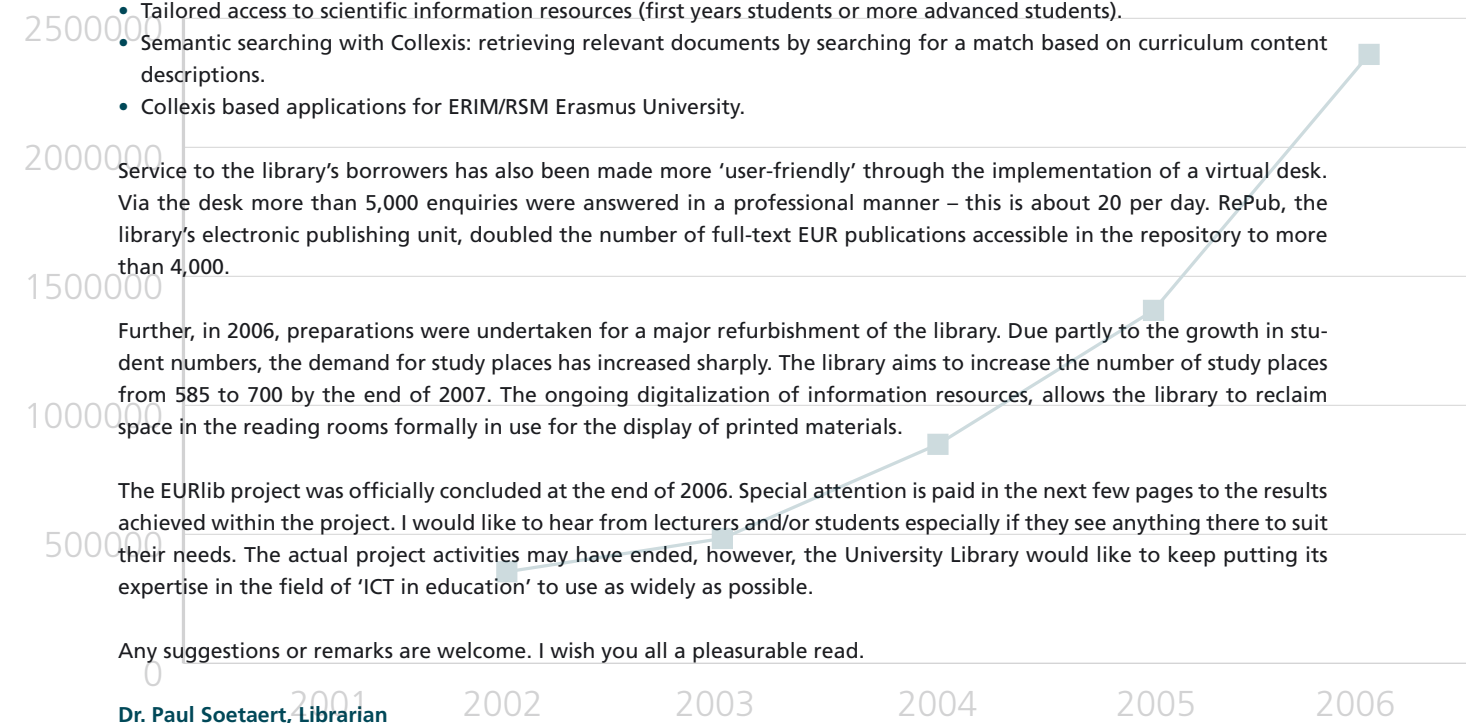 • Tailored access to scientific information resources (first years students or more advanced students).
• Semantic searching with Collexis: retrieving relevant documents by searching for a match based on curriculum content
descriptions.
• Collexis based applications for ERIM/RSM Erasmus University.
Service to the library’s borrowers has also been made more ‘user-friendly’ through the implementation of a virtual desk.
Via the desk more than 5,000 enquiries were answered in a professional manner – this is about 20 per day. RePub, the
library’s electronic publishing unit, doubled the number of full-text EUR publications accessible in the repository to more
than 4,000.
Further, in 2006, preparations were undertaken for a major refurbishment of the library. Due partly to the growth in stu-
dent numbers, the demand for study places has increased sharply. The library aims to increase the number of study places
from 585 to 700 by the end of 2007. The ongoing digitalization of information resources, allows the library to reclaim
space in the reading rooms formally in use for the display of printed materials.
The EURlib project was officially concluded at the end of 2006. Special attention is paid in the next few pages to the results
achieved within the project. I would like to hear from lecturers and/or students especially if they see anything there to suit
their needs. The actual project activities may have ended, however, the University Library would like to keep putting its
expertise in the field of ‘ICT in education’ to use as widely as possible.
Any suggestions or remarks are welcome. I wish you all a pleasurable read.
Dr. Paul Soetaert, Librarian
2500000
2000000
1500000
1000000
500000
0
2001 2002 2003 2004 2005 2006